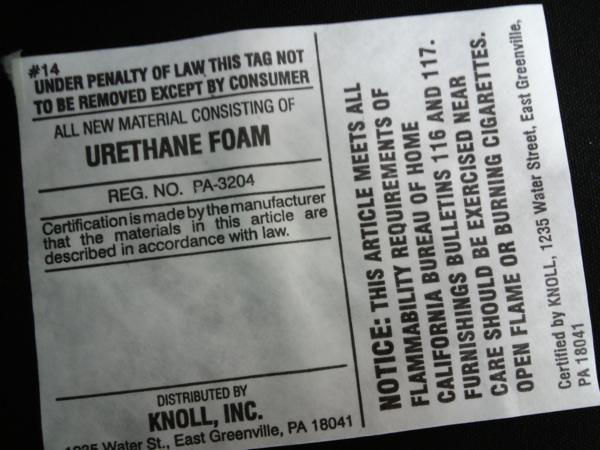 #14
UNDER PENALTY OF LAW THIS TAG NOT
TO BE REMOVED EXCEPT BY CONSUMER
ALL NEW MATERIAL CONSISTING OF
URETHANE FOAM
REG. NO. PA-3204
Certification is made by the manufacturer
that the materials in this article are
described in accordance with law.
DISTRIBUTED BY
KNOLL, INC.
1235 Water St., East Greenville, PA 18041
NOTICE: THIS ARTICLE MEETS ALL
FLAMMABILITY REQUIREMENTS OF
CALIFORNIA BUREAU OF HOME
FURNISHINGS BULLETINS 116 AND 117.
CARE SHOULD BE EXERCISED NEAR
OPEN FLAME OR BURNING CIGARETTES.
Certified by KNOLL, 1235 Water Street, East Greenville,
PA 18041